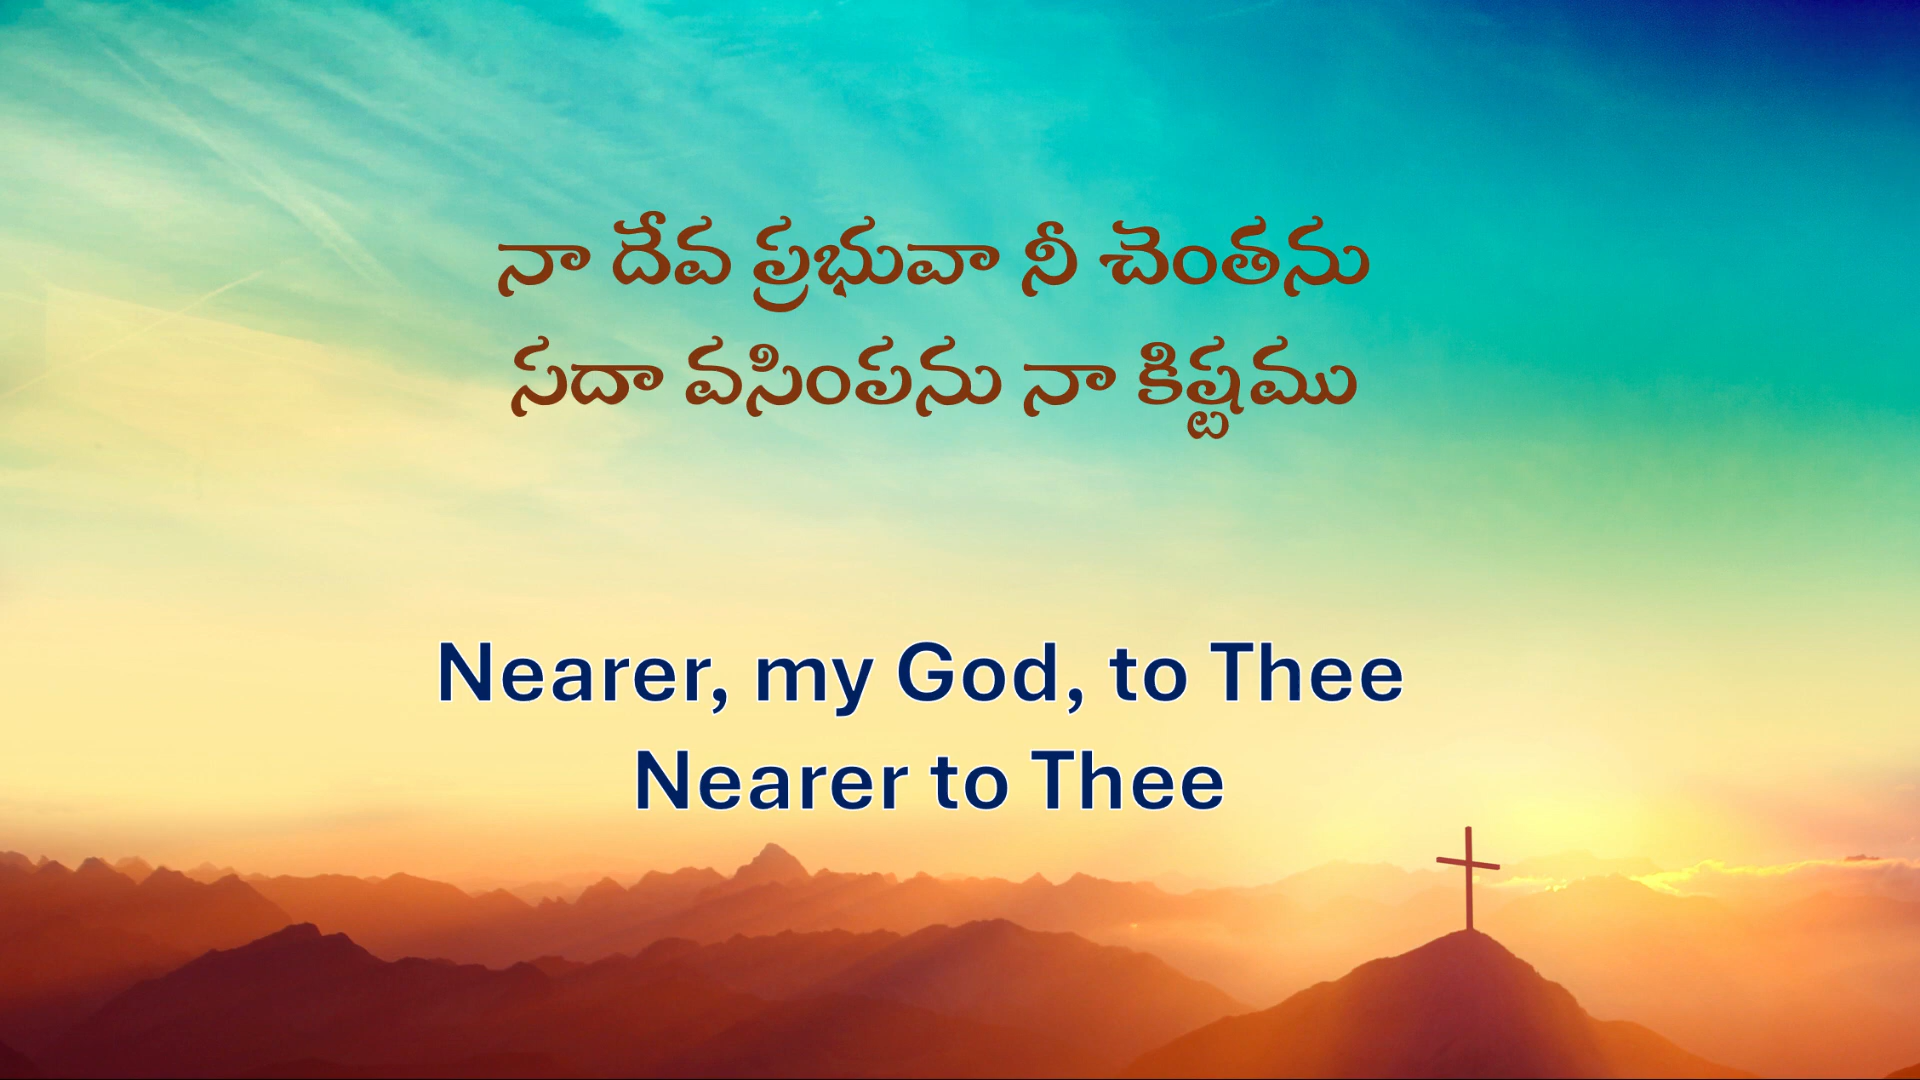 నా దేవ ప్రభువా నీ చెంతను
సదా వసింపను నా కిష్టము
Nearer, my God, to Thee
Nearer to Thee